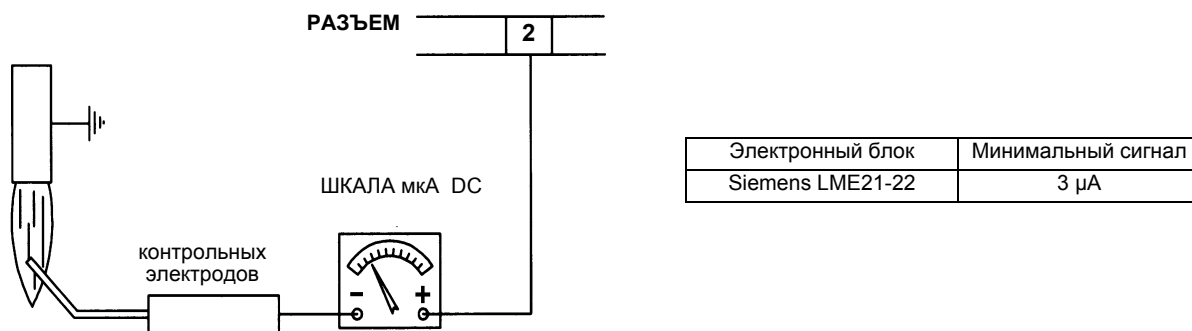 РАЗЪЕМ
2
ШКАЛА мкА DC
контрольных
электродов
- +
Электронный блок Минимальный сигнал
Siemens LME21-22 3 µA